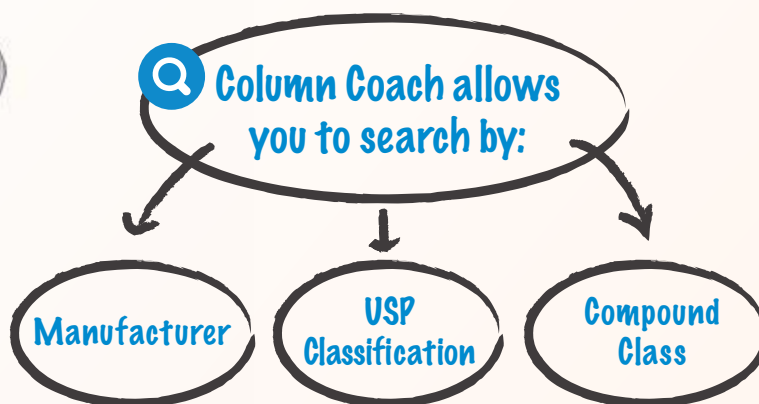 Column Coach allows
you to search by:
Manufacturer
USP
Classification
Compound
Class